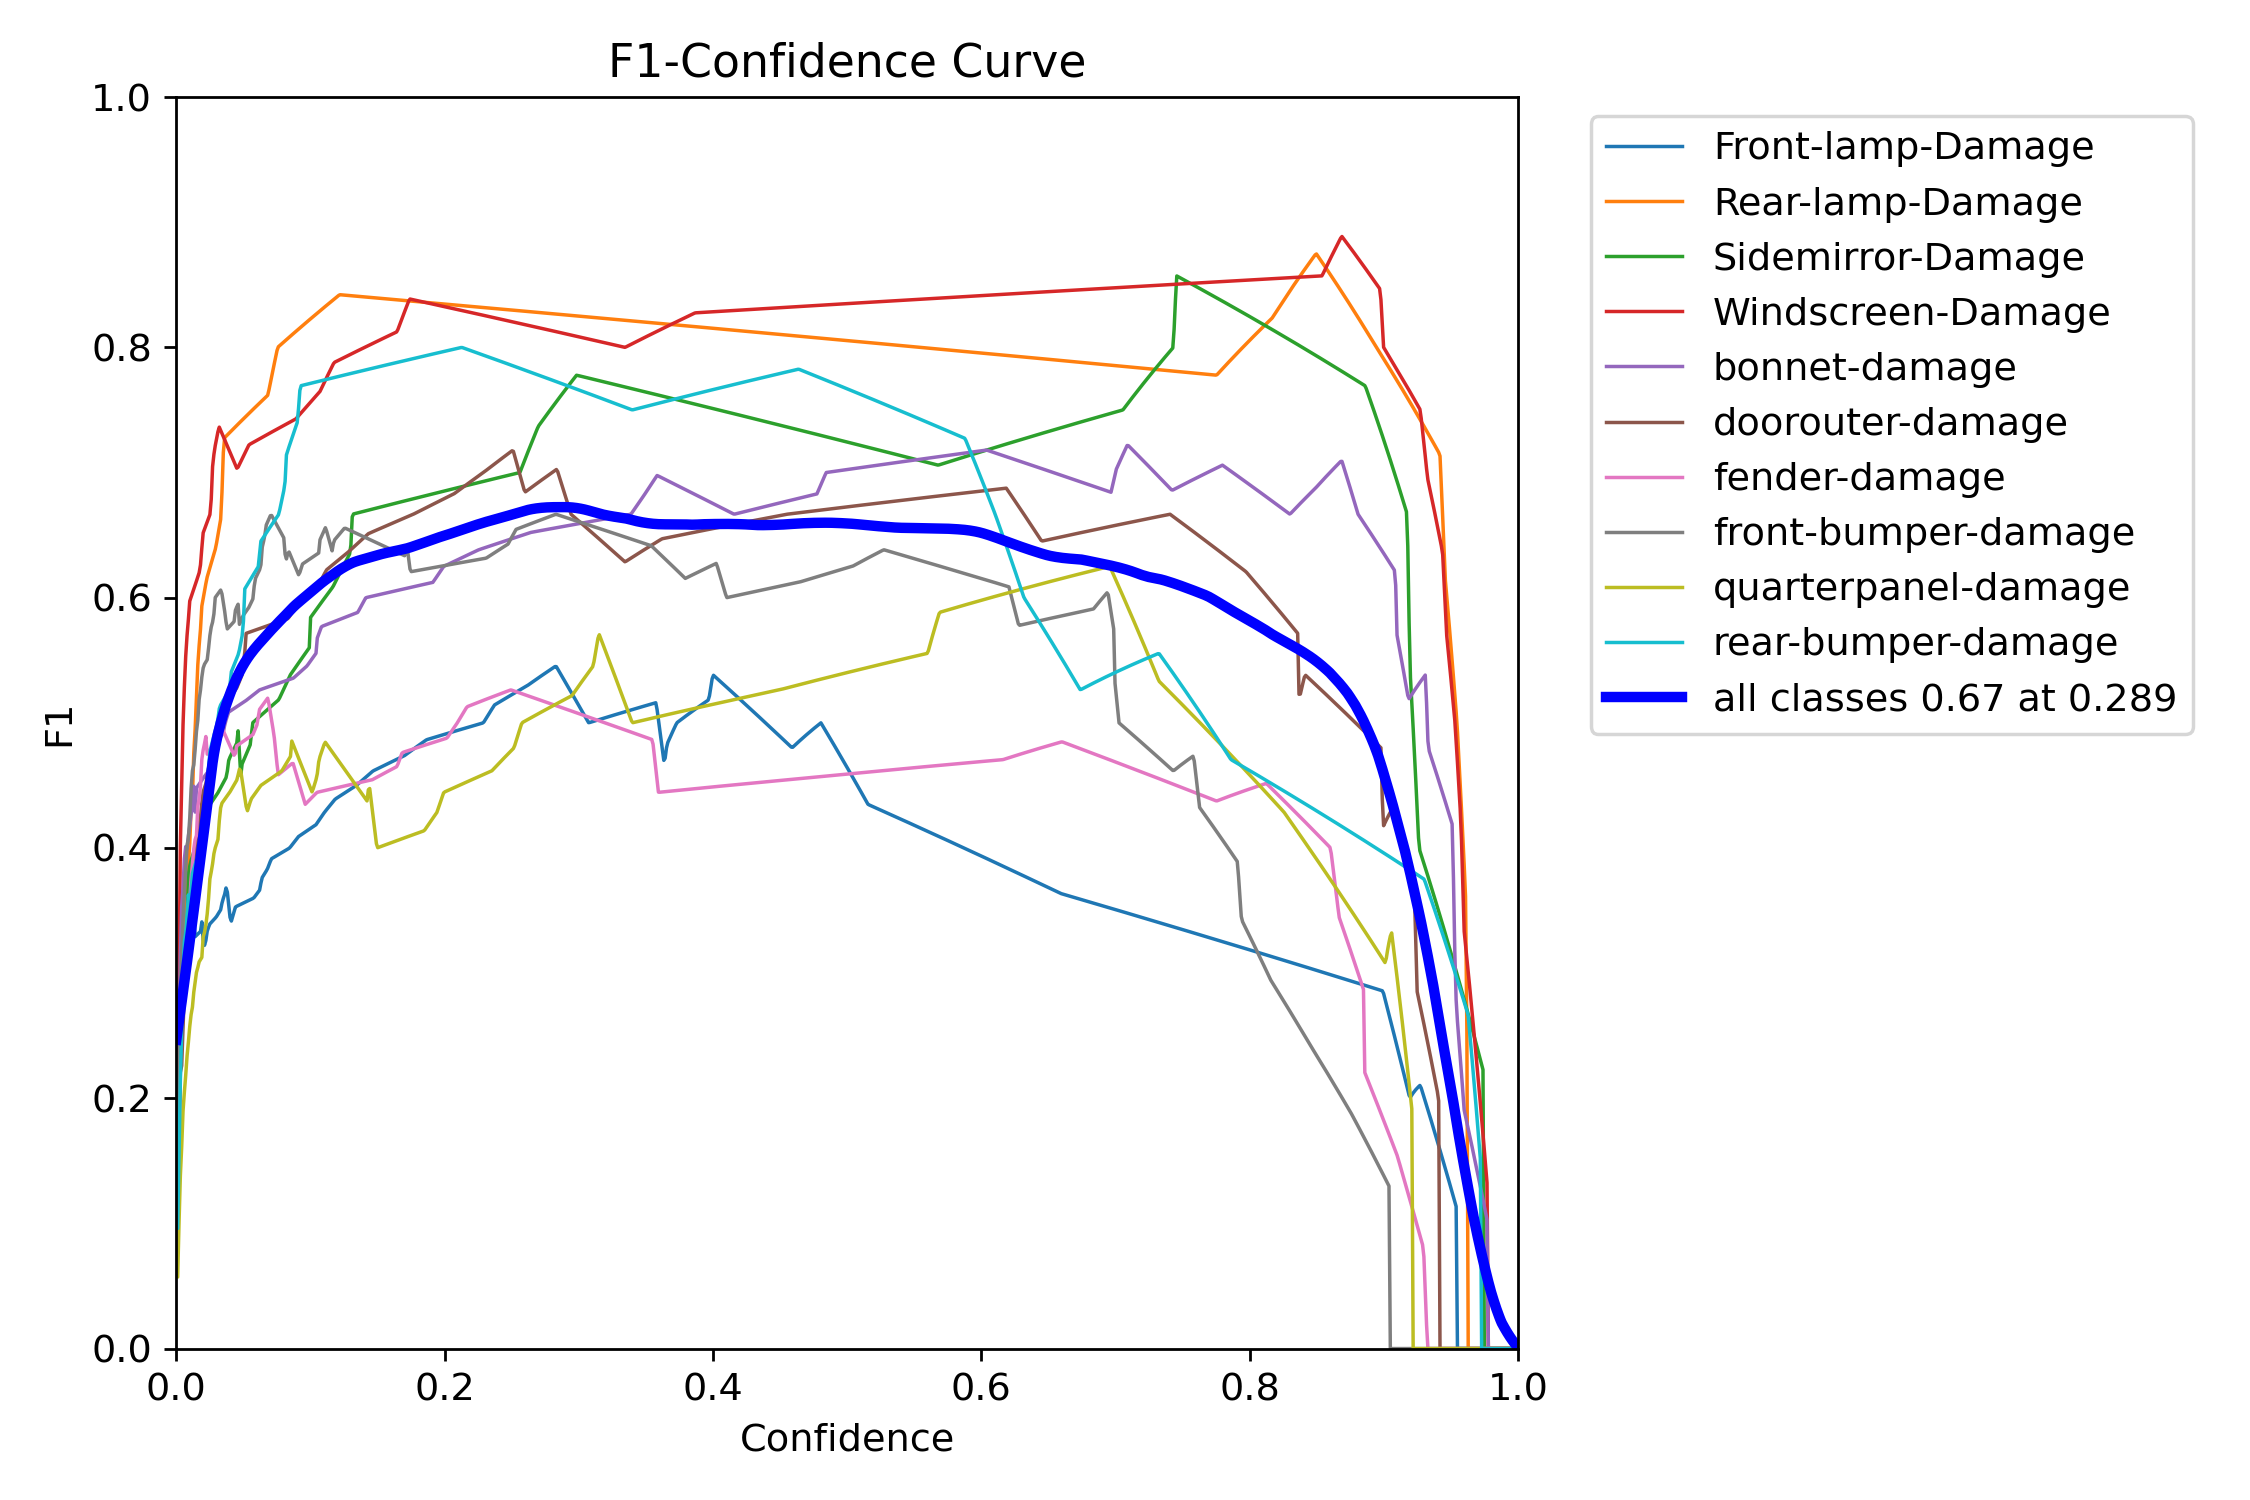 F1-Confidence Curve
1.0
0.8
0.6
0.4
0.2
0.0
F1
0.0 0.2 0.4 0.6 0.8 1.0
Confidence
Front-lamp-Damage
Rear-lamp-Damage
Sidemirror-Damage
Windscreen-Damage
bonnet-damage
doorouter-damage
fender-damage
front-bumper-damage
quarterpanel-damage
rear-bumper-damage
all classes 0.67 at 0.289